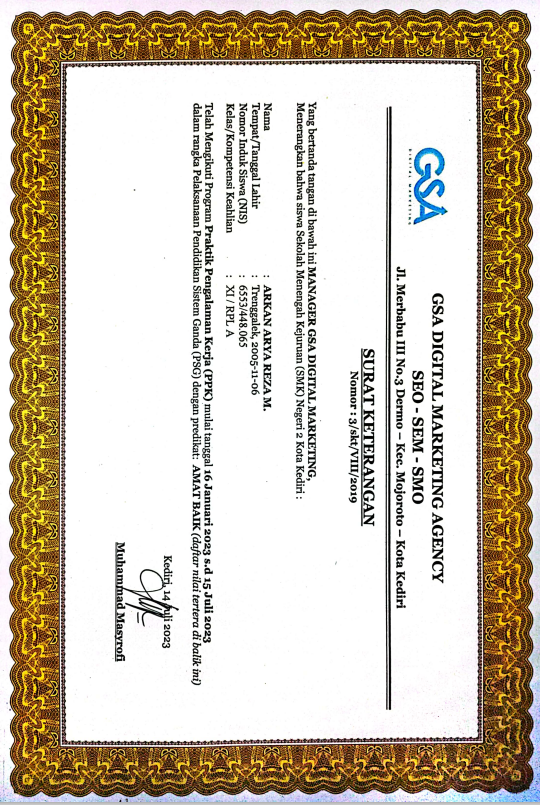 GSA
DIGITAL MARKETING
GSA DIGITAL MARKETING AGENCY
SEO - SEM - SMO
Jl. Merbabu III No.3 Dermo – Kec. Mojoroto – Kota Kediri
SURAT KETERANGAN
Nomor : 3/skt/VIII/2019
Yang bertanda tangan di bawah ini MANAGER GSA DIGITAL MARKETING,
Menerangkan bahwa siswa Sekolah Menengah Kejuruan (SMK) Negeri 2 Kota Kediri :
Nama : ARKAN ARYA REZA M.
Tempat/Tanggal Lahir : Trenggalek, 2005-11-06
Nomor Induk Siswa (NIS) : 6553/448.065
Kelas/Kompetensi Keahlian : XI / RPL A
Telah Mengikuti Program Praktik Pengalaman Kerja (PPK) mulai tanggal 16 Januari 2023 s.d 15 Juli 2023
dalam rangka Pelaksanaan Pendidikan Sistem Ganda (PSG) dengan predikat: AMAT BAIK (daftar nilai tertera di balik ini)
Kediri, 14 Juli 2023
Muhammad Masyrofi